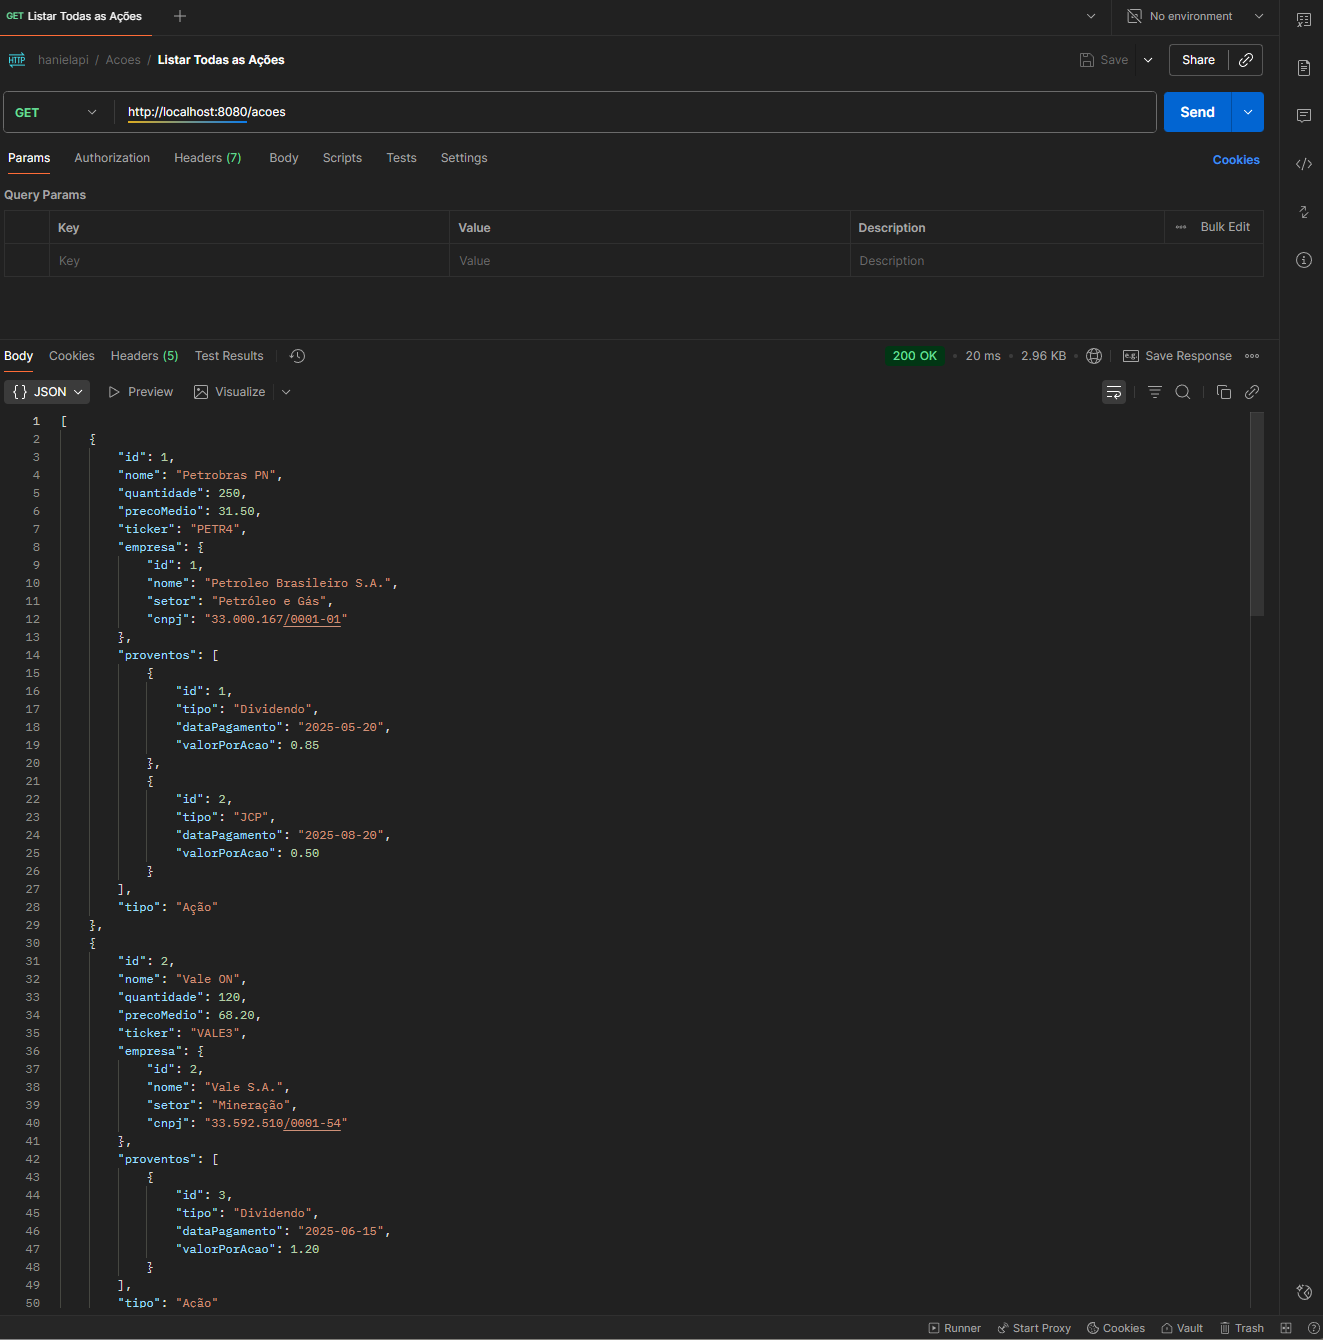 GET Listar Todas as Ações
No environment
HTTP hanielapi / Acoes / Listar Todas as Ações
Save
Share
GET http://localhost:8080/acoes
Send
Params Authorization Headers (7) Body Scripts Tests Settings Cookies
Query Params
Key Value Description Bulk Edit
Key Value Description
Body Cookies Headers (5) Test Results 200 OK 20 ms 2.96 KB e.g. Save Response
{} JSON Preview Visualize
1 [
2 {
3 "id": 1,
4 "nome": "Petrobras PN",
5 "quantidade": 250,
6 "precoMedio": 31.50,
7 "ticker": "PETR4",
8 "empresa": {
9 "id": 1,
10 "nome": "Petroleo Brasileiro S.A.",
11 "setor": "Petróleo e Gás",
12 "cnpj": "33.000.167/0001-01"
13 },
14 "proventos": [
15 {
16 "id": 1,
17 "tipo": "Dividendo",
18 "dataPagamento": "2025-05-20",
19 "valorPorAcao": 0.85
20 },
21 {
22 "id": 2,
23 "tipo": "JCP",
24 "dataPagamento": "2025-08-20",
25 "valorPorAcao": 0.50
26 }
27 ],
28 "tipo": "Ação"
29 },
30 {
31 "id": 2,
32 "nome": "Vale ON",
33 "quantidade": 120,
34 "precoMedio": 68.20,
35 "ticker": "VALE3",
36 "empresa": {
37 "id": 2,
38 "nome": "Vale S.A.",
39 "setor": "Mineração",
40 "cnpj": "33.592.510/0001-54"
41 },
42 "proventos": [
43 {
44 "id": 3,
45 "tipo": "Dividendo",
46 "dataPagamento": "2025-06-15",
47 "valorPorAcao": 1.20
48 }
49 ],
50 "tipo": "Ação"
Runner Start Proxy Cookies Vault Trash